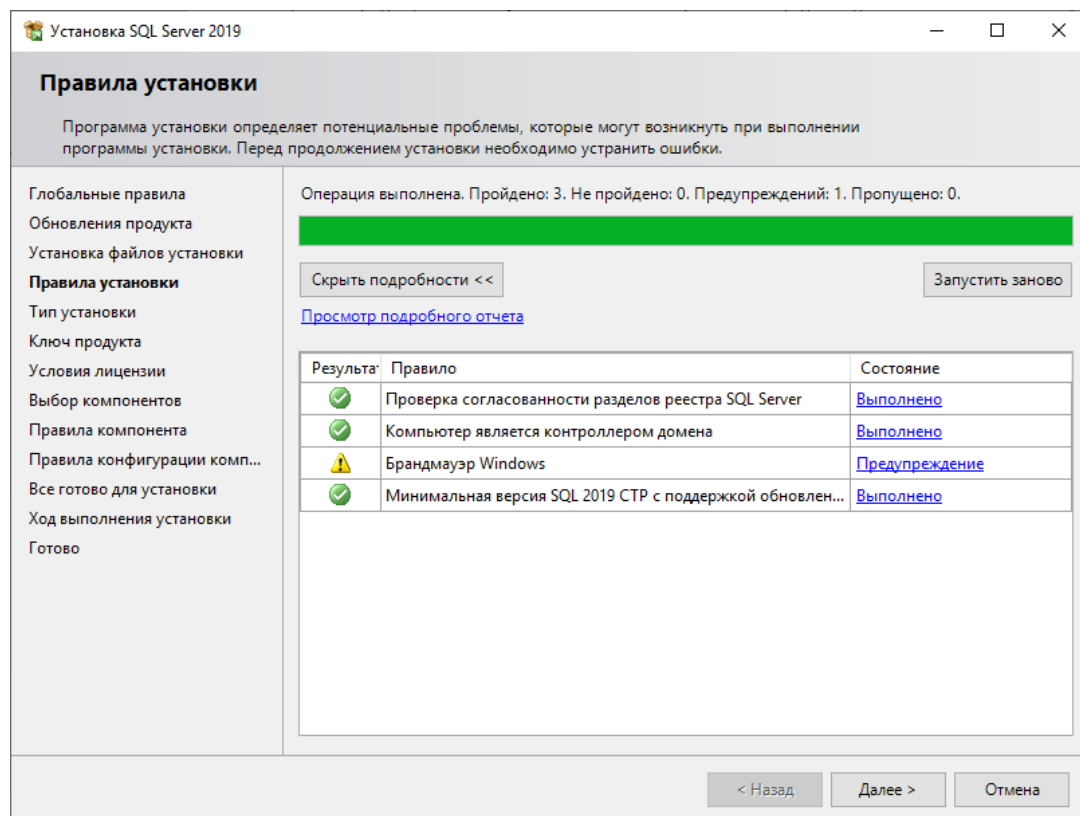 Установка SQL Server 2019
Правила установки
Программа установки определяет потенциальные проблемы, которые могут возникнуть при выполнении
программы установки. Перед продолжением установки необходимо устранить ошибки.
Глобальные правила
Обновления продукта
Установка файлов установки
Правила установки
Тип установки
Ключ продукта
Условия лицензии
Выбор компонентов
Правила компонента
Правила конфигурации комп...
Все готово для установки
Ход выполнения установки
Готово
Операция выполнена. Пройдено: 3. Не пройдено: 0. Предупреждений: 1. Пропущено: 0.
Скрыть подробности <<
Запустить заново
Просмотр подробного отчета
Результат Правило Состояние
Проверка согласованности разделов реестра SQL Server Выполнено
Компьютер является контроллером домена Выполнено
Брандмауэр Windows Предупреждение
Минимальная версия SQL 2019 CTP с поддержкой обновлен... Выполнено
< Назад
Далее >
Отмена